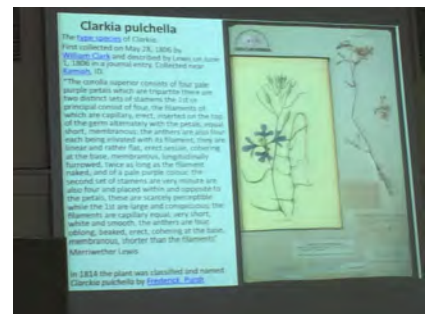 Clarkia pulchella
The type species of Clarkia.
First collected on May 28, 1806 by
William Clark and described by Lewis on June
1, 1806 in a journal entry. Collected near
Kamiah, ID.
"The corolla superior consists of four pale
purple petals which are tripartite there are
two distinct sets of stamens the 1st or
principal consist of four, the filaments of
which are capillary, erect, inserted on the top
of the germ alternately with the petals, equal
short, membranous; the anthers are also four
each being elivated with its filament, they are
linear and reather flat, erect sessile, cohering
at the base, membranous, longitudinally
furrowed, twice as long as the filament
naked, and of a pale purple colour. the
second set of stamens are very minute are
also four and placed within and opposite to
the petals, these are scarcely perceptible
while the 1st are large and conspicuous; the
filaments are capillary equal, very short,
white and smooth. the anthers are four
oblong, beaked, erect, cohering at the base,
membranous, shorter than the filaments"
Merriwether Lewis
In 1814 the plant was classified and named
Clarckia pulchella by Frederick Pursh